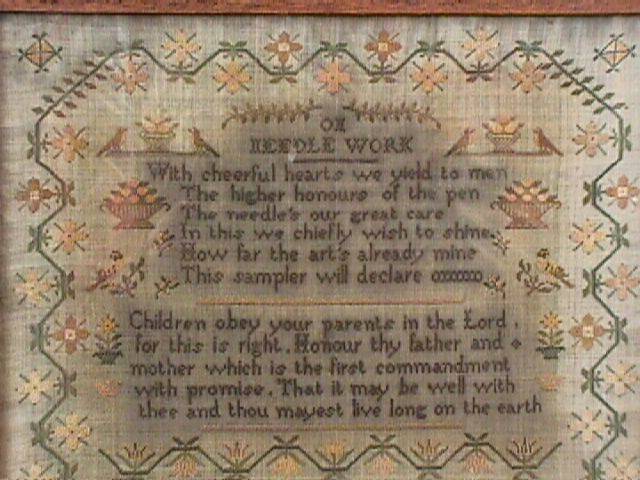 ON
NEEDLE WORK
With cheerful hearts we yield to men
The higher honours of the pen
The needle's our great care
In this we chiefly wish to shine
How far the art's already mine
This sampler will declare oxxxxxxo
Children obey your parents in the Lord,
for this is right. Honour thy father and
mother which is the first commandment
with promise. That it may be well with
thee and thou mayest live long on the earth